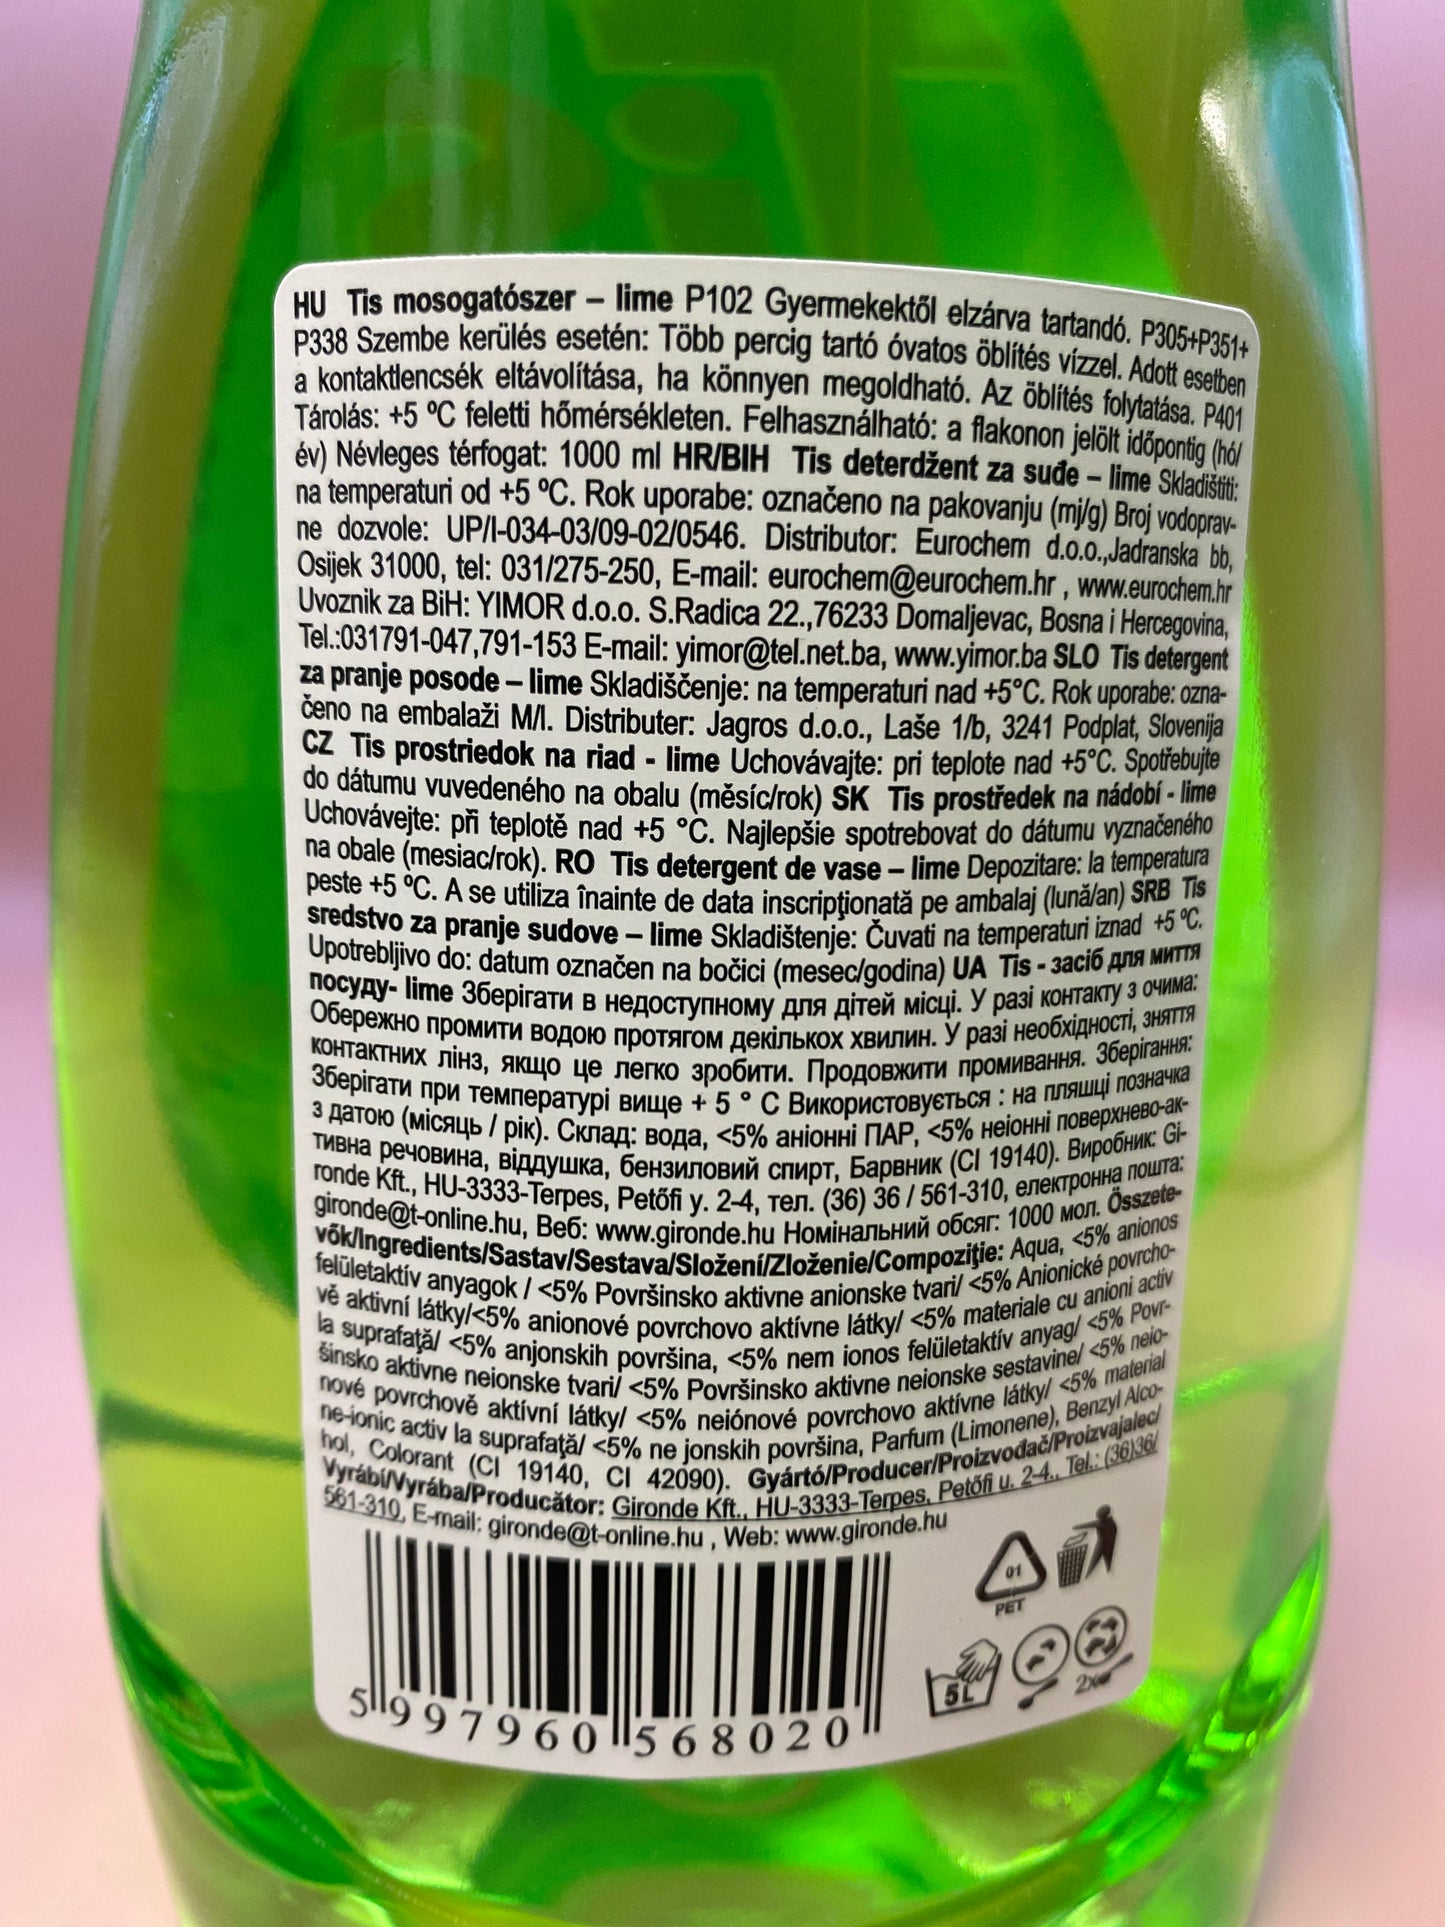 HU Tis mosogatószer – lime P102 Gyermekektől elzárva tartandó. P305+P351+
P338 Szembe kerülés esetén: Több percig tartó óvatos öblítés vízzel. Adott esetben
a kontaktlencsék eltávolítása, ha könnyen megoldható. Az öblítés folytatása. P401
Tárolás: +5 ºC feletti hőmérsékleten. Felhasználható: a flakonon jelölt időpontig (hó/
év) Névleges térfogat: 1000 ml HR/BIH Tis deterdžent za suđe – lime Skladištiti:
na temperaturi od +5 ºC. Rok uporabe: označeno na pakovanju (mj/g) Broj vodoprav-
ne dozvole: UP/I-034-03/09-02/0546. Distributor: Eurochem d.o.o.,Jadranska bb,
Osijek 31000, tel: 031/275-250, E-mail: eurochem@eurochem.hr , www.eurochem.hr
Uvoznik za BiH: YIMOR d.o.o. S.Radica 22.,76233 Domaljevac, Bosna i Hercegovina,
Tel.:031791-047,791-153 E-mail: yimor@tel.net.ba, www.yimor.ba SLO Tis detergent
za pranje posode – lime Skladiščenje: na temperaturi nad +5°C. Rok uporabe: ozna-
čeno na embalaži M/l. Distributer: Jagros d.o.o., Laše 1/b, 3241 Podplat, Slovenija
CZ Tis prostriedok na riad - lime Uchovávajte: pri teplote nad +5°C. Spotřebujte
do dátumu vuvedeného na obalu (měsíc/rok) SK Tis prostředek na nádobí - lime
Uchovávejte: při teplotě nad +5 °C. Najlepšie spotrebovat do dátumu vyznačeného
na obale (mesiac/rok). RO Tis detergent de vase – lime Depozitare: la temperatura
peste +5 ºC. A se utiliza înainte de data inscripţionată pe ambalaj (lună/an) SRB Tis
sredstvo za pranje sudove – lime Skladištenje: Čuvati na temperaturi iznad +5 ºC.
Upotrebljivo do: datum označen na bočici (mesec/godina) UA Tis - засіб для миття
посуду- lime Зберігати в недоступному для дітей місці. У разі контакту з очима:
Обережно промити водою протягом декількох хвилин. У разі необхідності, зняття
контактних лінз, якщо це легко зробити. Продовжити промивання. Зберігання:
Зберігати при температурі вище + 5 ° C Використовується : на пляшці позначка
з датою (місяць / рік). Склад: вода, <5% аніонні ПАР, <5% неіонні поверхнево-ак-
тивна речовина, віддушка, бензиловий спирт, Барвник (CI 19140). Виробник: Gi-
ronde Kft., HU-3333-Terpes, Petőfi у. 2-4, тел. (36) 36 / 561-310, електронна пошта:
gironde@t-online.hu, Веб: www.gironde.hu Номінальний обсяг: 1000 мол. Összete-
vők/Ingredients/Sastav/Sestava/Složení/Zloženie/Compoziţie: Aqua, <5% anionos
felületaktív anyagok / <5% Površinsko aktivne anionske tvari/ <5% Anionické povrcho-
vě aktivní látky/<5% anionové povrchovo aktívne látky/ <5% materiale cu anioni activ
la suprafaţă/ <5% anjonskih površina, <5% nem ionos felületaktív anyag/ <5% Povr-
šinsko aktivne neionske tvari/ <5% Površinsko aktivne neionske sestavine/ <5% neio-
nové povrchově aktívní látky/ <5% neiónové povrchovo aktívne látky/ <5% material
ne-ionic activ la suprafaţă/ <5% ne jonskih površina, Parfum (Limonene), Benzyl Alco-
hol, Colorant (CI 19140, CI 42090). Gyártó/Producer/Proizvođač/Proizvajalec/
Vyrábí/Vyrába/Producător: Gironde Kft., HU-3333-Terpes, Petőfi u. 2-4., Tel.: (36)36/
561-310, E-mail: gironde@t-online.hu , Web: www.gironde.hu
01
PET
5L
2x
5 997960 568020